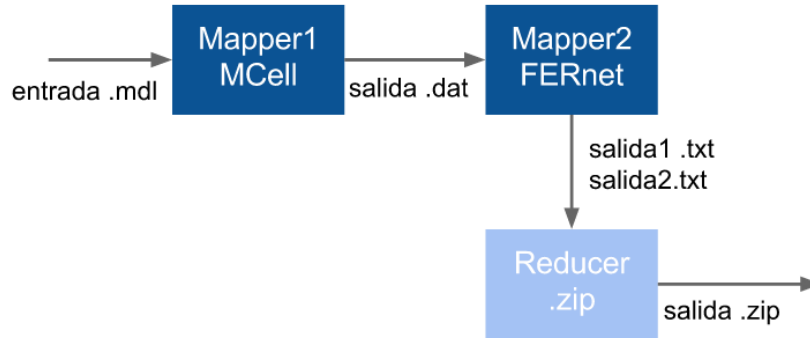 entrada .mdl
Mapper1
MCell
salida .dat
Mapper2
FERnet
salida1 .txt
salida2.txt
Reducer
.zip
salida .zip